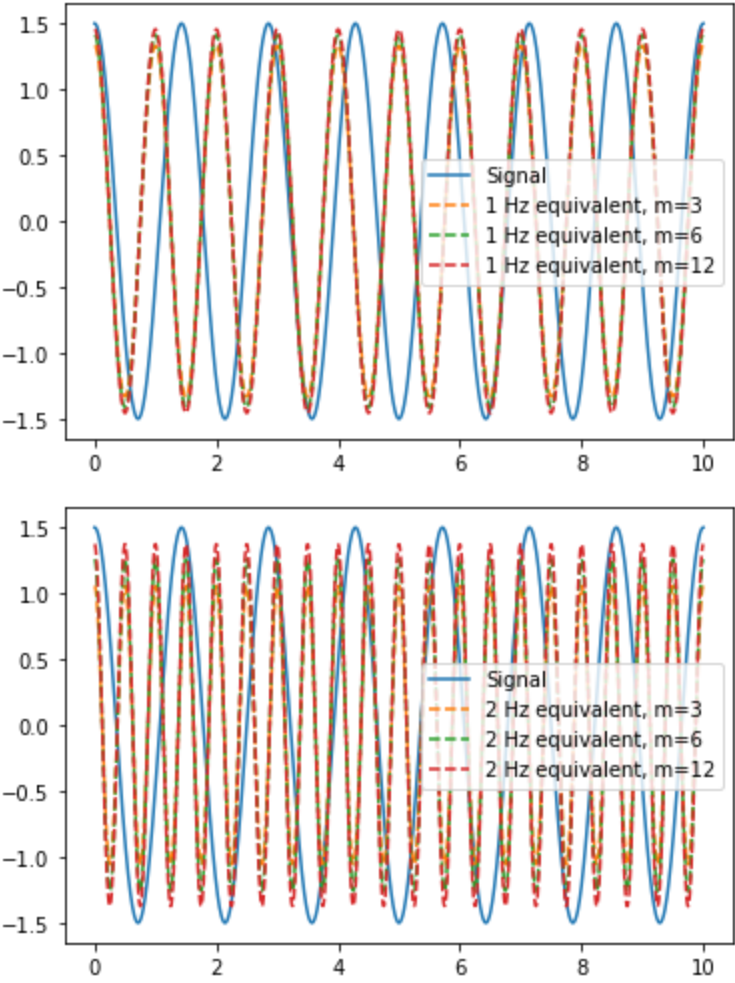 1.5
1.0
0.5
0.0
−0.5
−1.0
−1.5
Signal
1 Hz equivalent, m=3
1 Hz equivalent, m=6
1 Hz equivalent, m=12
0 2 4 6 8 10
1.5
1.0
0.5
0.0
−0.5
−1.0
−1.5
Signal
2 Hz equivalent, m=3
2 Hz equivalent, m=6
2 Hz equivalent, m=12
0 2 4 6 8 10